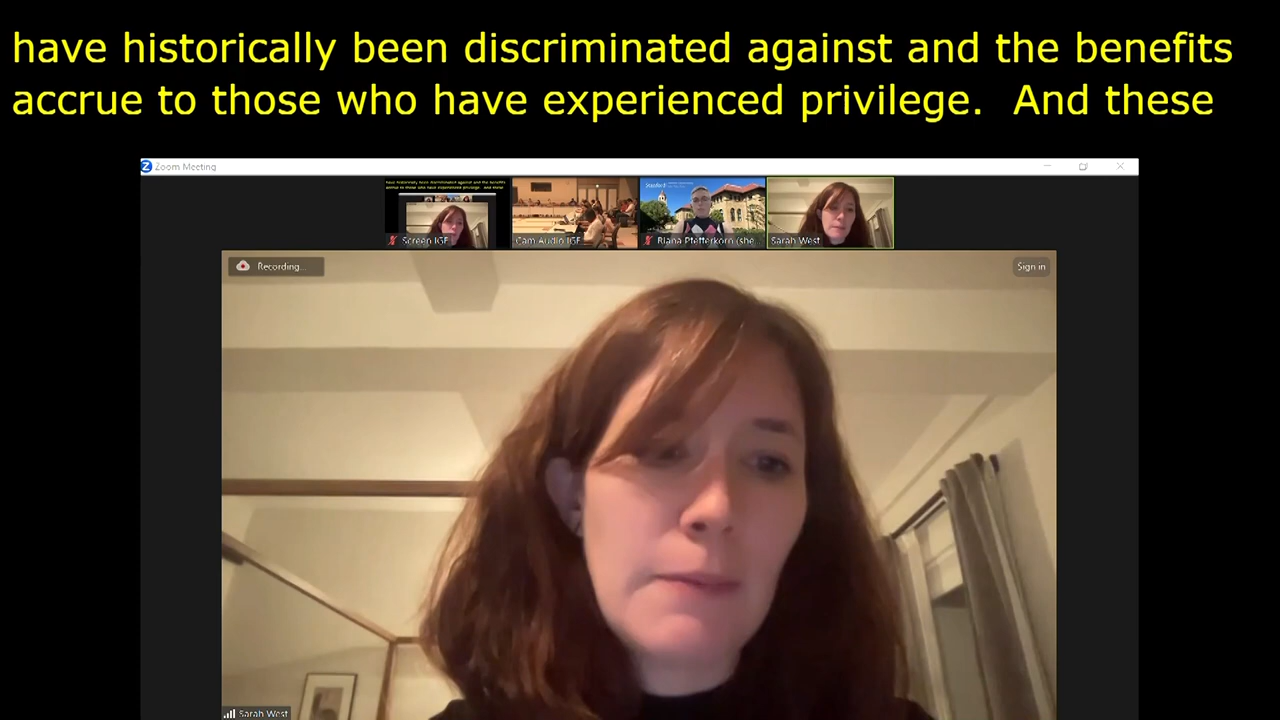 have historically been discriminated against and the benefits
accrue to those who have experienced privilege.  And these
Zoom Meeting
Screen IGF
Cam Audio IGF
Riana Pfefferkorn (she...
Sarah West
Recording...
Sign in
Sarah West